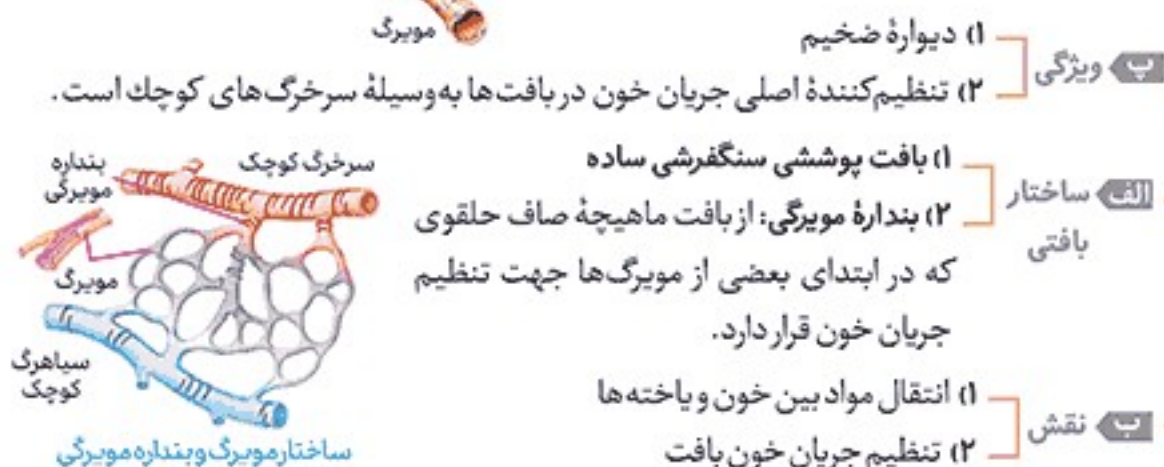 مویرگ
پ ویژگی
۱) دیوارهٔ ضخیم
۲) تنظیم‌کنندهٔ اصلی جریان خون در بافت‌ها به‌وسیلهٔ سرخرگ‌های کوچك است.
الف ساختار بافتی
۱) بافت پوششی سنگفرشی ساده
۲) بندارهٔ مویرگی: از بافت ماهیچهٔ صاف حلقوی
که در ابتدای بعضی از مویرگ‌ها جهت تنظیم
جریان خون قرار دارد.
ب نقش
۱) انتقال مواد بین خون و یاخته‌ها
۲) تنظیم جریان خون بافت
سرخرگ کوچک
بنداره
مویرگی
مویرگ
سیاهرگ
کوچک
ساختار مویرگ و بنداره مویرگی